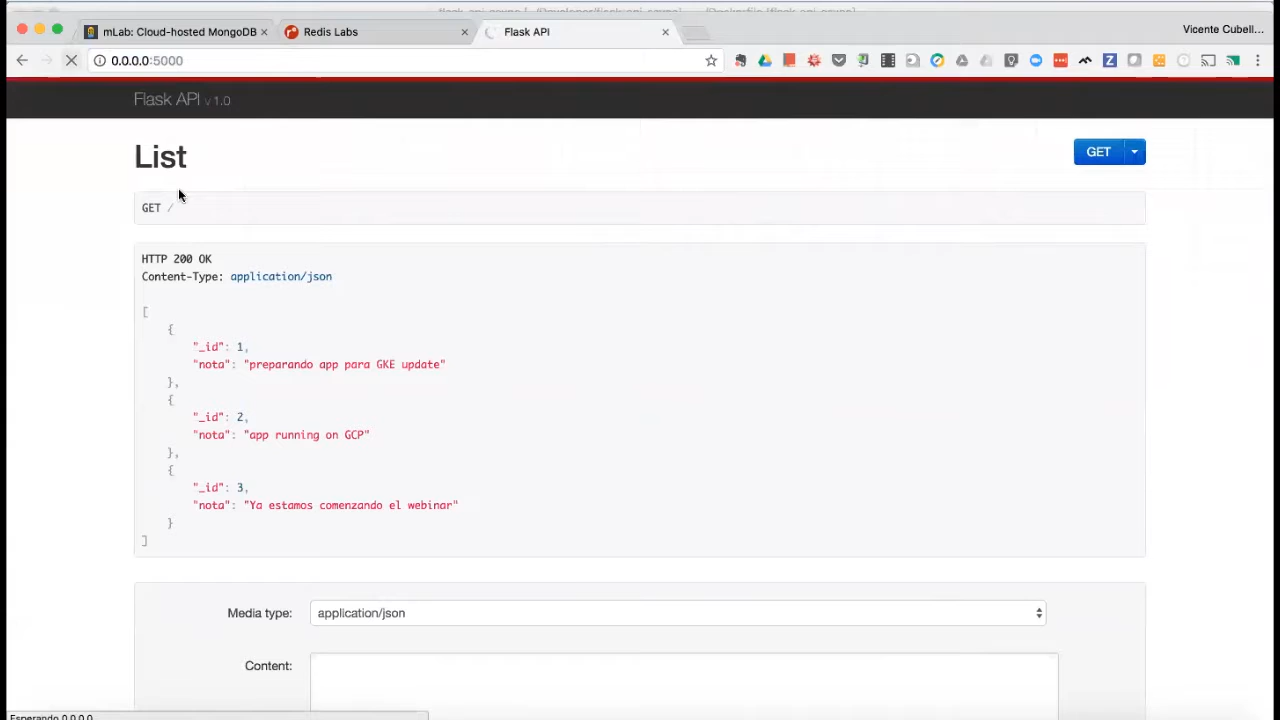 mLab: Cloud-hosted MongoDB
Redis Labs
Flask API
Vicente Cubell...
0.0.0.0:5000
Flask API v 1.0
List
GET
GET /
HTTP 200 OK
Content-Type: application/json
[
{
"_id": 1,
"nota": "preparando app para GKE update"
},
{
"_id": 2,
"nota": "app running on GCP"
},
{
"_id": 3,
"nota": "Ya estamos comenzando el webinar"
}
]
Media type: application/json
Content:
Esperando 0.0.0.0